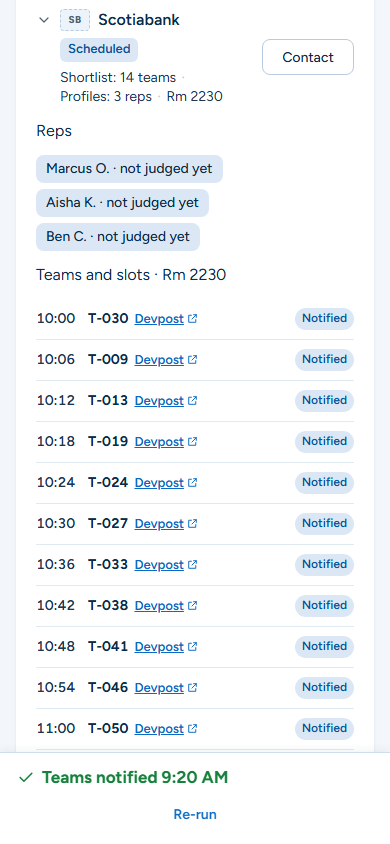 SB Scotiabank
Scheduled
Contact
Shortlist: 14 teams ·
Profiles: 3 reps · Rm 2230
Reps
Marcus O. · not judged yet
Aisha K. · not judged yet
Ben C. · not judged yet
Teams and slots · Rm 2230
10:00 T-030 Devpost Notified
10:06 T-009 Devpost Notified
10:12 T-013 Devpost Notified
10:18 T-019 Devpost Notified
10:24 T-024 Devpost Notified
10:30 T-027 Devpost Notified
10:36 T-033 Devpost Notified
10:42 T-038 Devpost Notified
10:48 T-041 Devpost Notified
10:54 T-046 Devpost Notified
11:00 T-050 Devpost Notified
Teams notified 9:20 AM
Re-run